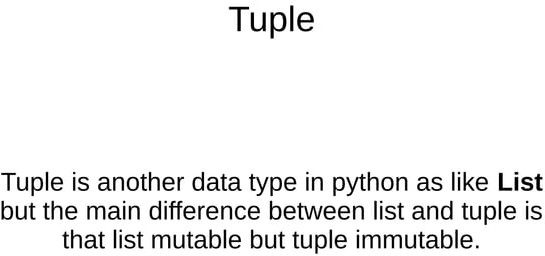 Tuple
Tuple is another data type in python as like List
but the main difference between list and tuple is
that list mutable but tuple immutable.